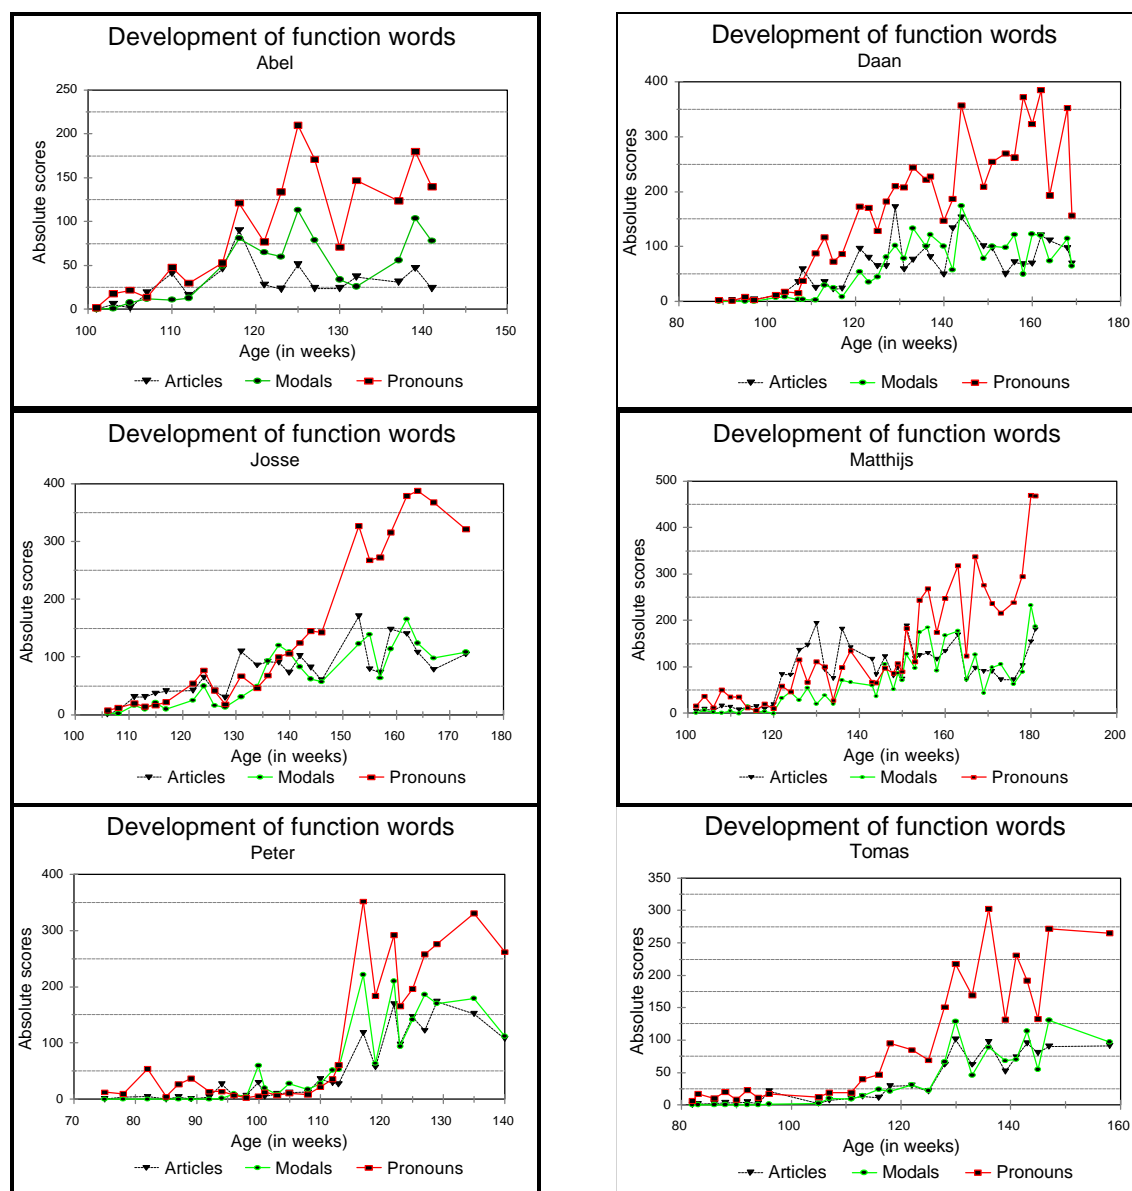 Development of function words
Abel
Absolute scores
250
200
150
100
50
0
100 110 120 130 140 150
Age (in weeks)
Articles Modals Pronouns
Development of function words
Daan
Absolute scores
400
300
200
100
0
80 100 120 140 160 180
Age (in weeks)
Articles Modals Pronouns
Development of function words
Josse
Absolute scores
400
300
200
100
0
100 110 120 130 140 150 160 170 180
Age (in weeks)
Articles Modals Pronouns
Development of function words
Matthijs
Absolute scores
500
400
300
200
100
0
100 120 140 160 180 200
Age (in weeks)
Articles Modals Pronouns
Development of function words
Peter
Absolute scores
400
300
200
100
0
70 80 90 100 110 120 130 140
Age (in weeks)
Articles Modals Pronouns
Development of function words
Tomas
Absolute scores
350
300
250
200
150
100
50
0
80 100 120 140 160
Age (in weeks)
Articles Modals Pronouns